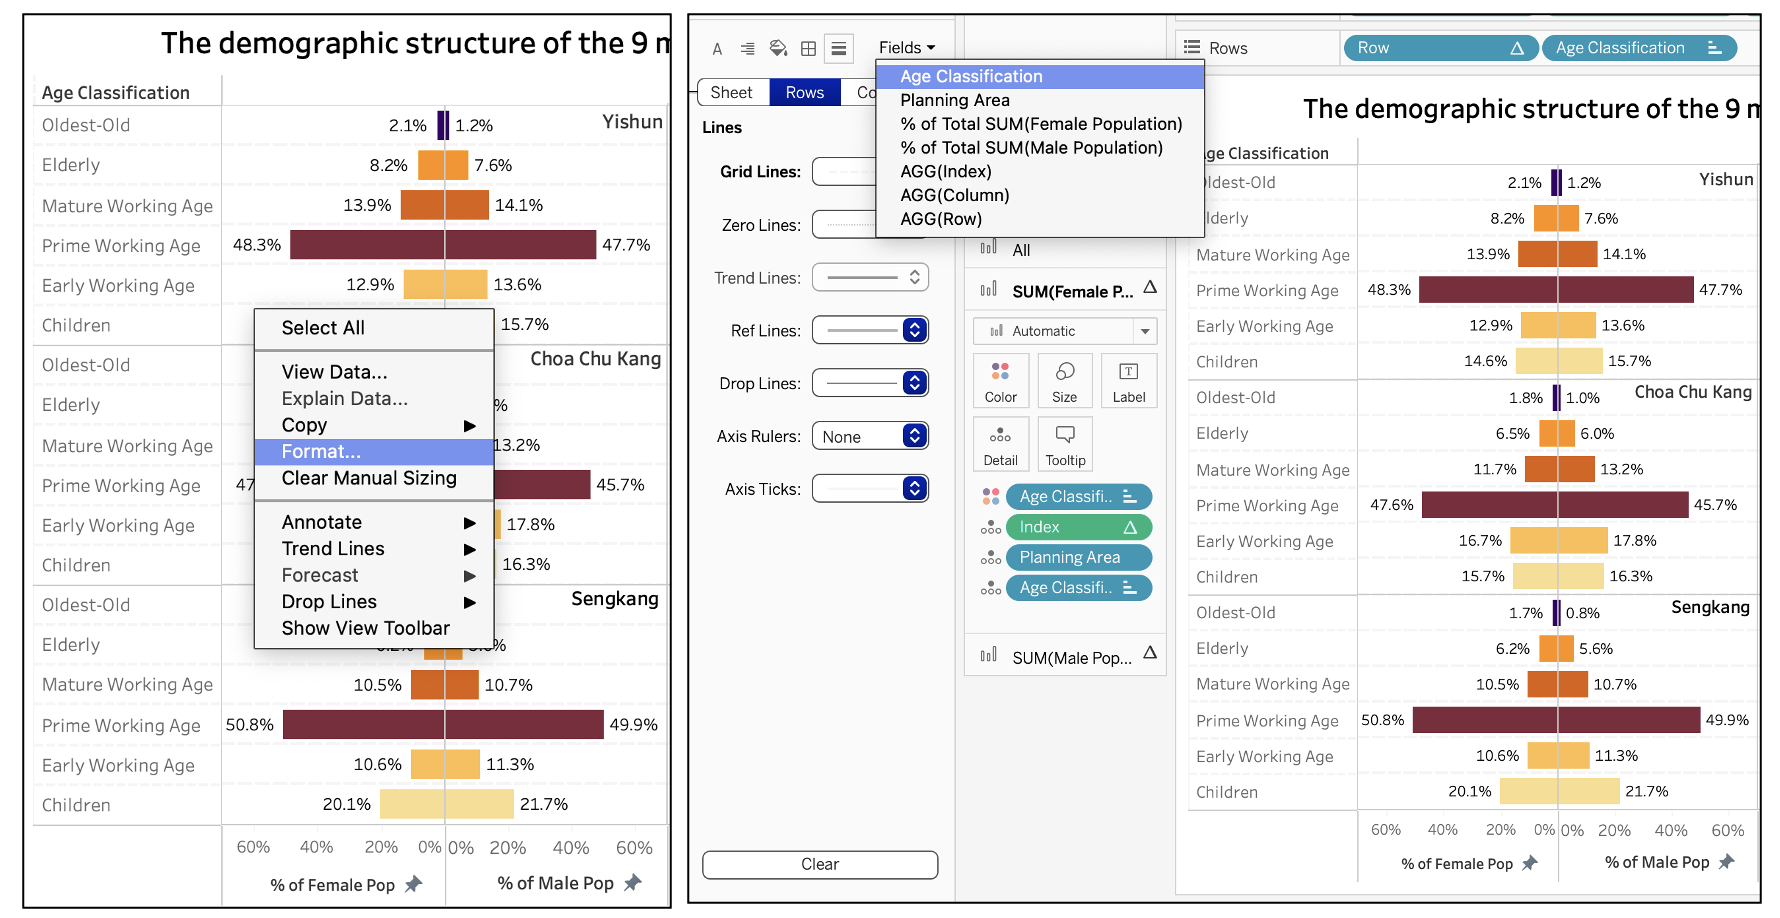 The demographic structure of the 9 m
Age Classification
Oldest-Old 2.1% 1.2% Yishun
Elderly 8.2% 7.6%
Mature Working Age 13.9% 14.1%
Prime Working Age 48.3% 47.7%
Early Working Age 12.9% 13.6%
Children 15.7%
Oldest-Old Choa Chu Kang
Elderly %
Mature Working Age 13.2%
Prime Working Age 47 45.7%
Early Working Age 17.8%
Children 16.3%
Oldest-Old Sengkang
Elderly
Mature Working Age 10.5% 10.7%
Prime Working Age 50.8% 49.9%
Early Working Age 10.6% 11.3%
Children 20.1% 21.7%
60% 40% 20% 0% 0% 20% 40% 60%
% of Female Pop % of Male Pop
Select All
View Data...
Explain Data...
Copy
Format...
Clear Manual Sizing
Annotate
Trend Lines
Forecast
Drop Lines
Show View Toolbar
A Fields
Sheet Rows Co
Lines
Grid Lines:
Zero Lines:
Trend Lines:
Ref Lines:
Drop Lines:
Axis Rulers: None
Axis Ticks:
Clear
Age Classification
Planning Area
% of Total SUM(Female Population)
% of Total SUM(Male Population)
AGG(Index)
AGG(Column)
AGG(Row)
All
SUM(Female P...
Automatic
Color Size Label
Detail Tooltip
Age Classifi..
Index
Planning Area
Age Classifi..
SUM(Male Pop...
Rows Row Age Classification
The demographic structure of the 9 m
ge Classification
ldest-Old 2.1% 1.2% Yishun
lderly 8.2% 7.6%
Mature Working Age 13.9% 14.1%
Prime Working Age 48.3% 47.7%
Early Working Age 12.9% 13.6%
Children 14.6% 15.7%
Oldest-Old 1.8% 1.0% Choa Chu Kang
Elderly 6.5% 6.0%
Mature Working Age 11.7% 13.2%
Prime Working Age 47.6% 45.7%
Early Working Age 16.7% 17.8%
Children 15.7% 16.3%
Oldest-Old 1.7% 0.8% Sengkang
Elderly 6.2% 5.6%
Mature Working Age 10.5% 10.7%
Prime Working Age 50.8% 49.9%
Early Working Age 10.6% 11.3%
Children 20.1% 21.7%
60% 40% 20% 0% 0% 20% 40% 60%
% of Female Pop % of Male Pop